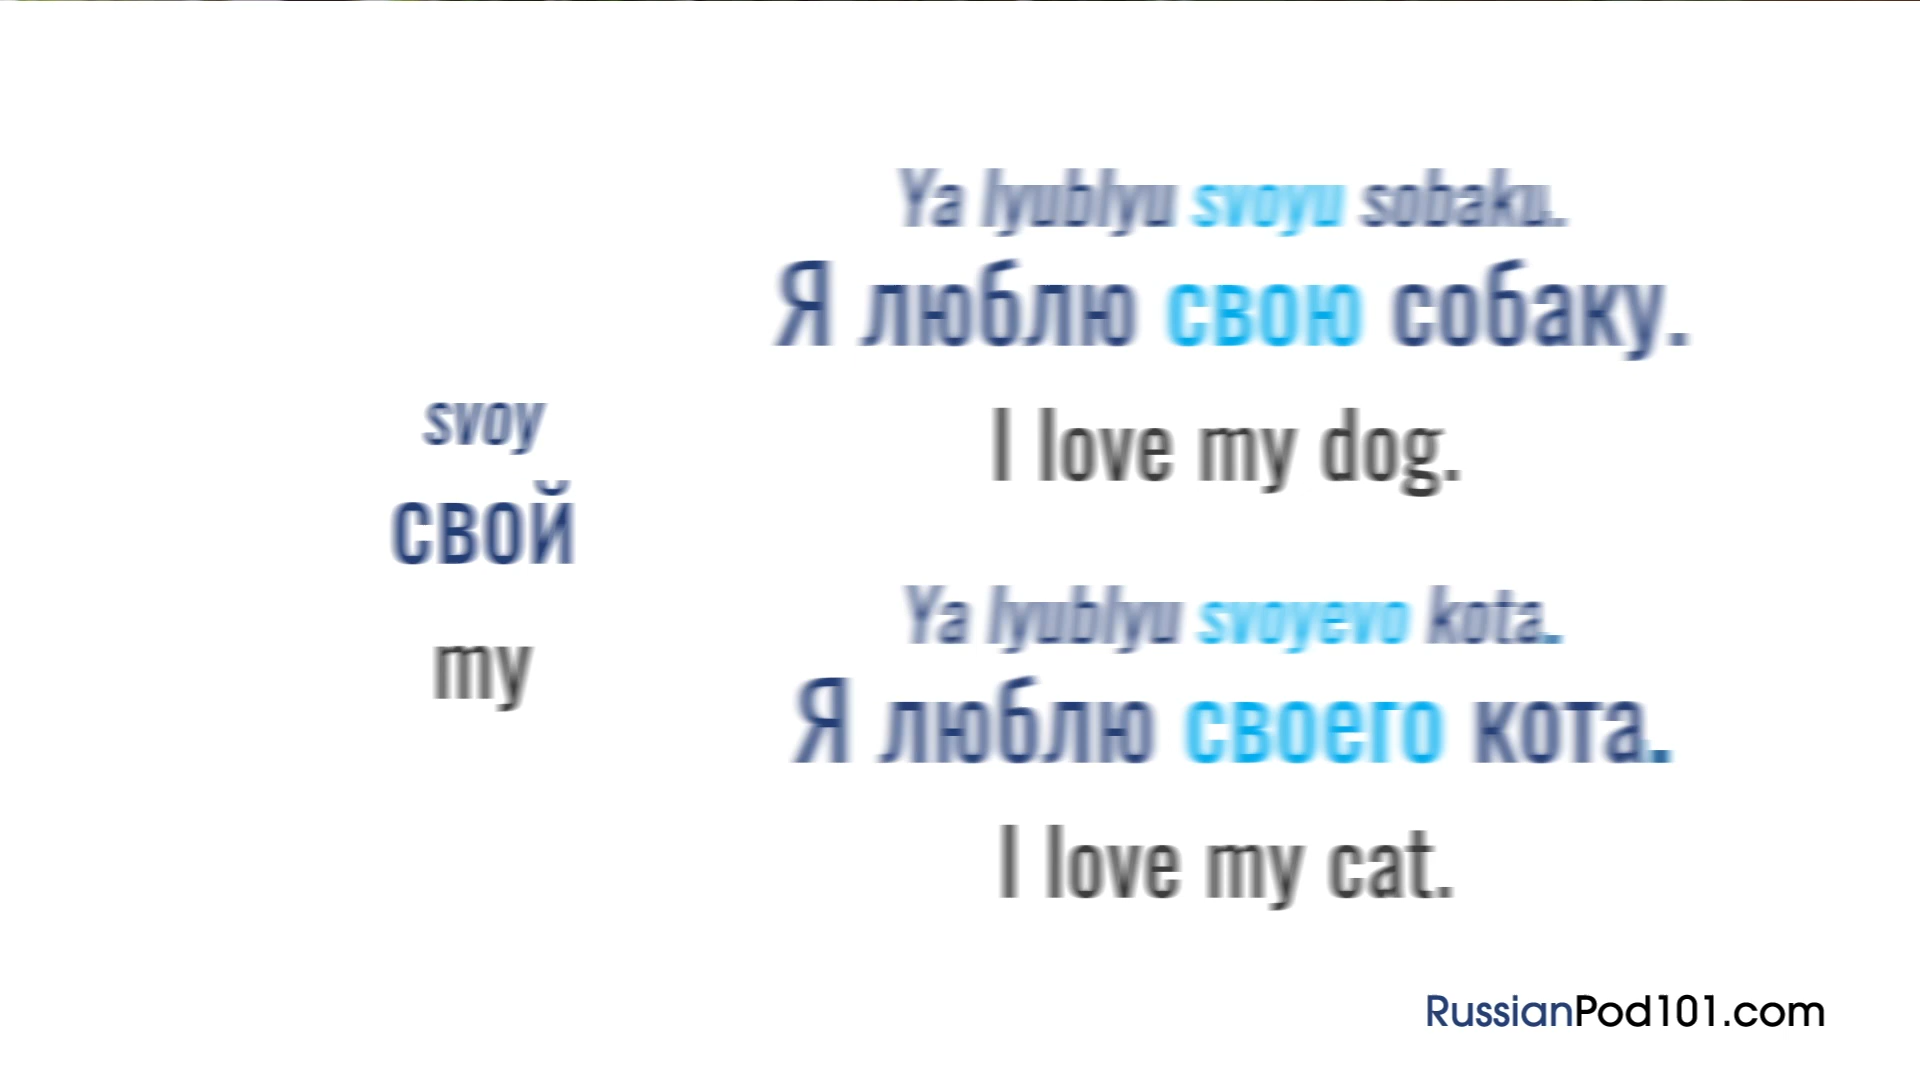 svoy
свой
my
Ya lyublyu svoyu sobaku.
Я люблю свою собаку.
I love my dog.
Ya lyublyu svoyevo kota.
Я люблю своего кота.
I love my cat.
RussianPod101.com